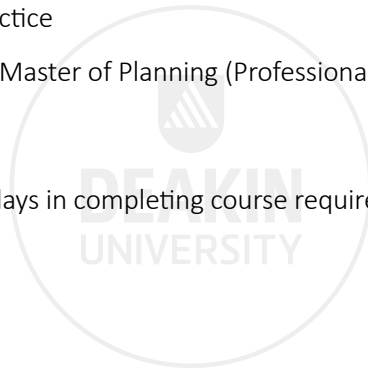 ctice
Master of Planning (Professiona
lays in completing course require
DEAKIN
UNIVERSITY